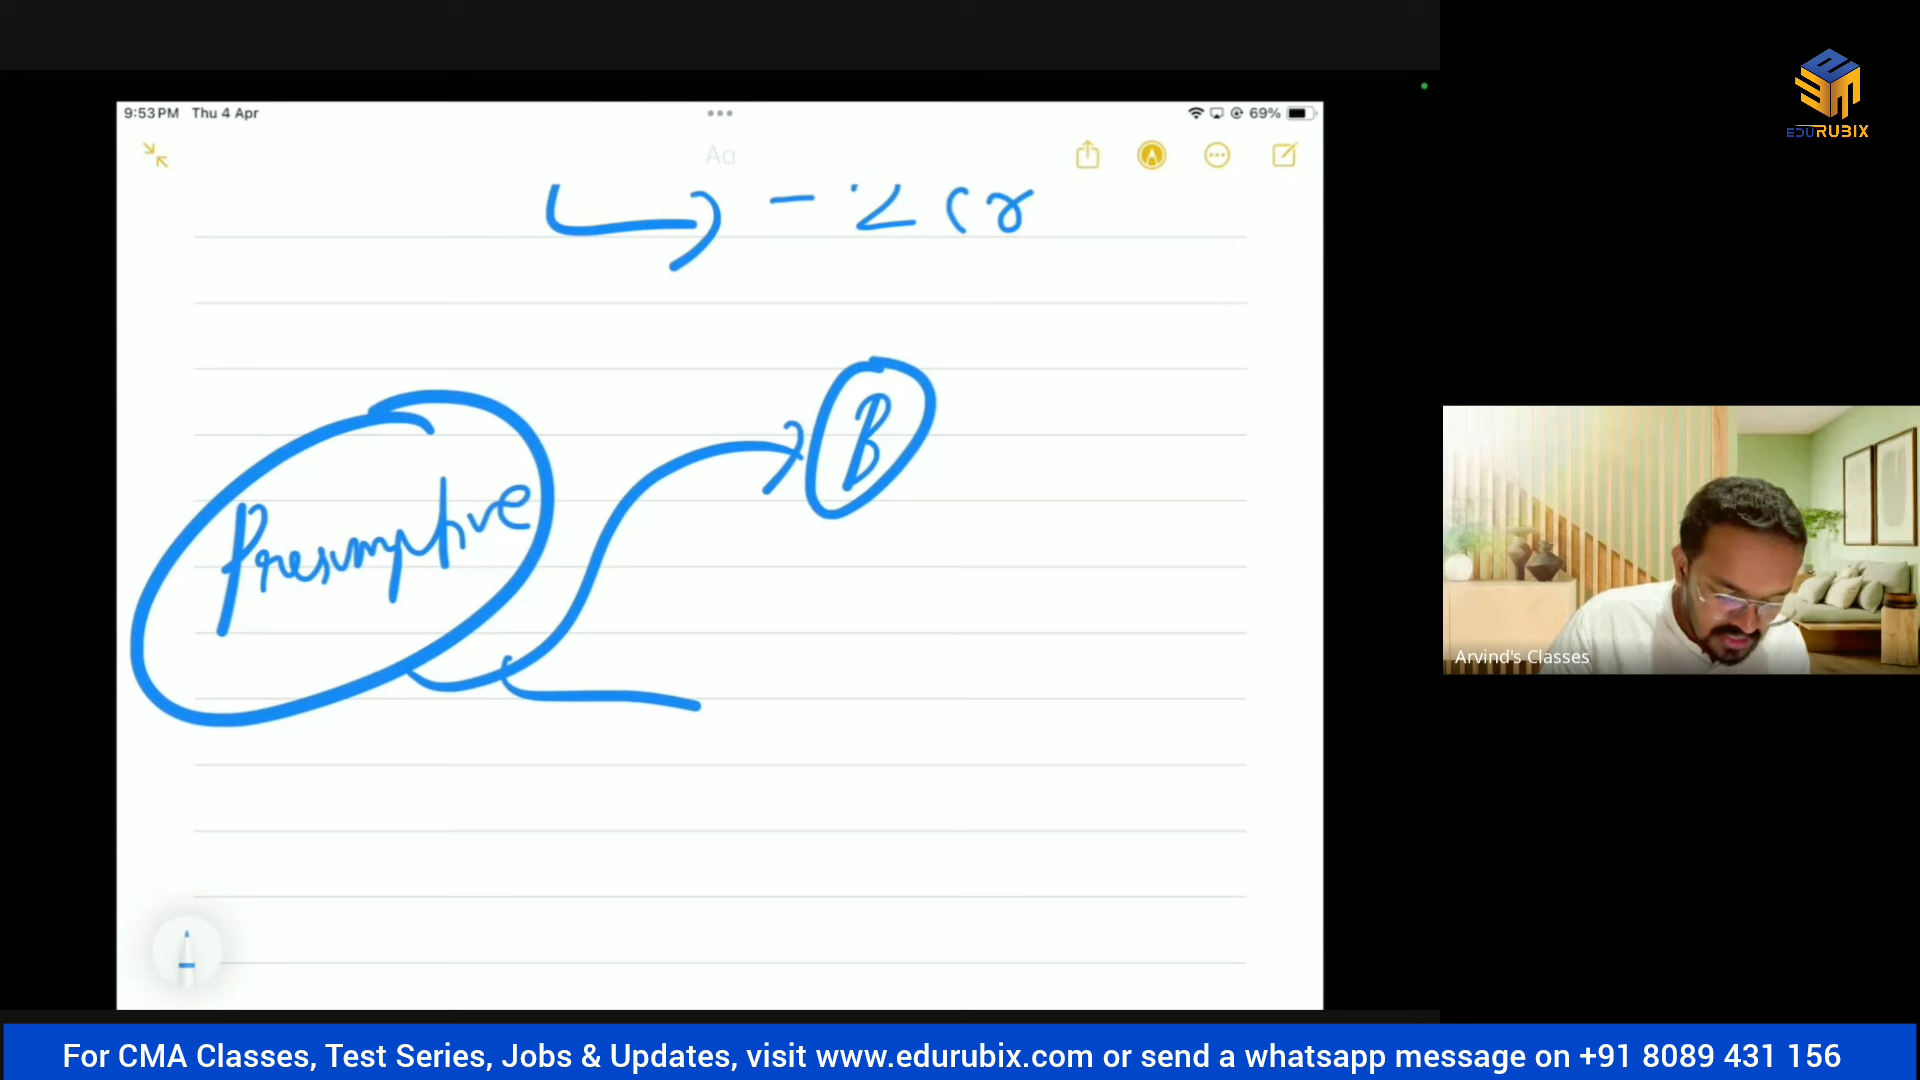 9:53 PM Thu 4 Apr
69%
Aa
EDURUBIX
- 2 Cr
B
Presumptive
Arvind's Classes
For CMA Classes, Test Series, Jobs & Updates, visit www.edurubix.com or send a whatsapp message on +91 8089 431 156